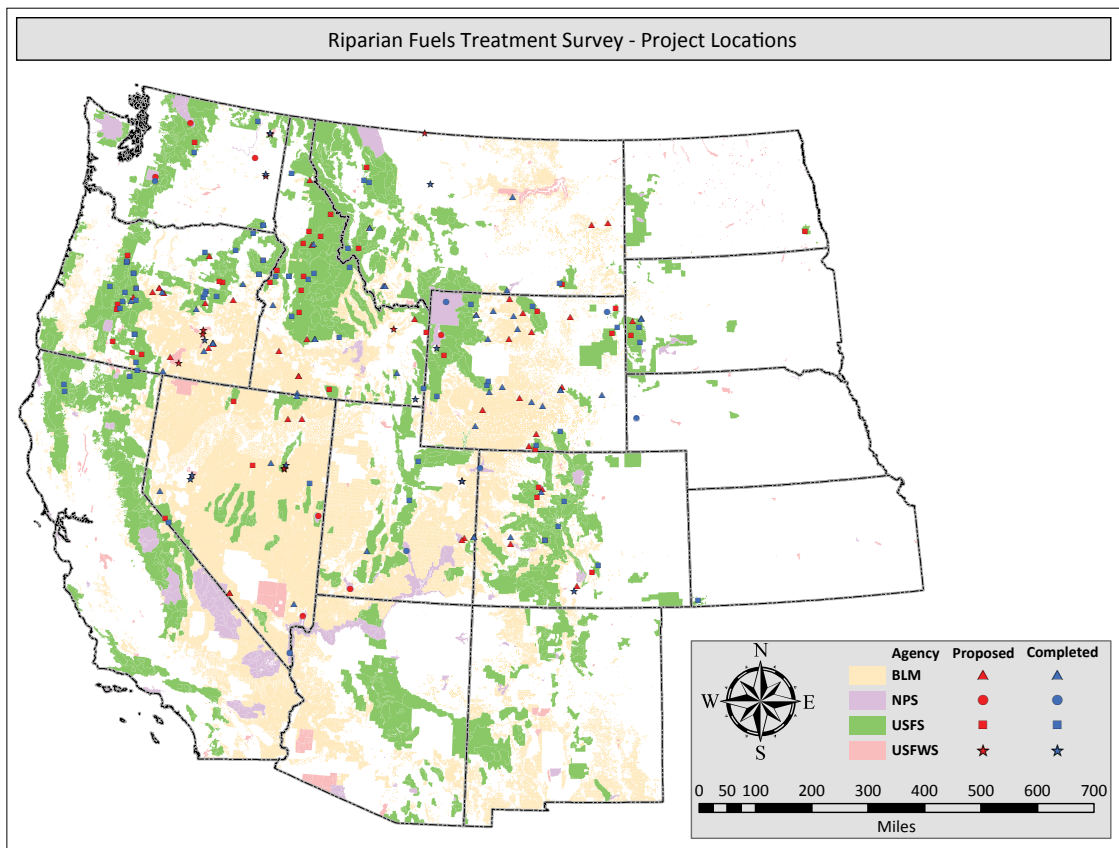 Riparian Fuels Treatment Survey - Project Locations
N
W E
S
Agency Proposed Completed
BLM
NPS
USFS
USFWS
0 50 100 200 300 400 500 600 700
Miles